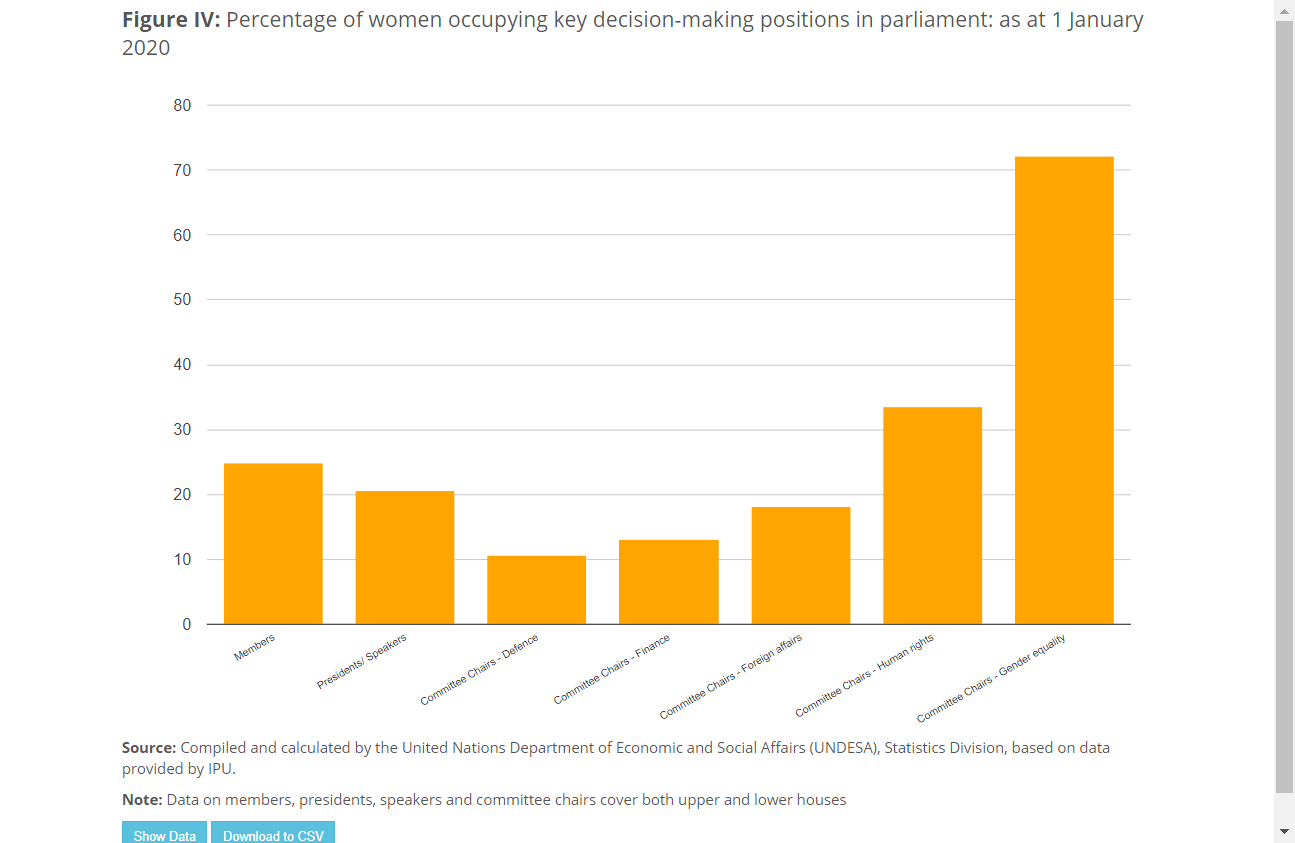 Figure IV: Percentage of women occupying key decision-making positions in parliament: as at 1 January
2020
80
70
60
50
40
30
20
10
0
Members
Presidents/ Speakers
Committee Chairs - Defence
Committee Chairs - Finance
Committee Chairs - Foreign affairs
Committee Chairs - Human rights
Committee Chairs - Gender equality
Source: Compiled and calculated by the United Nations Department of Economic and Social Affairs (UNDESA), Statistics Division, based on data
provided by IPU.
Note: Data on members, presidents, speakers and committee chairs cover both upper and lower houses
Show Data Download to CSV